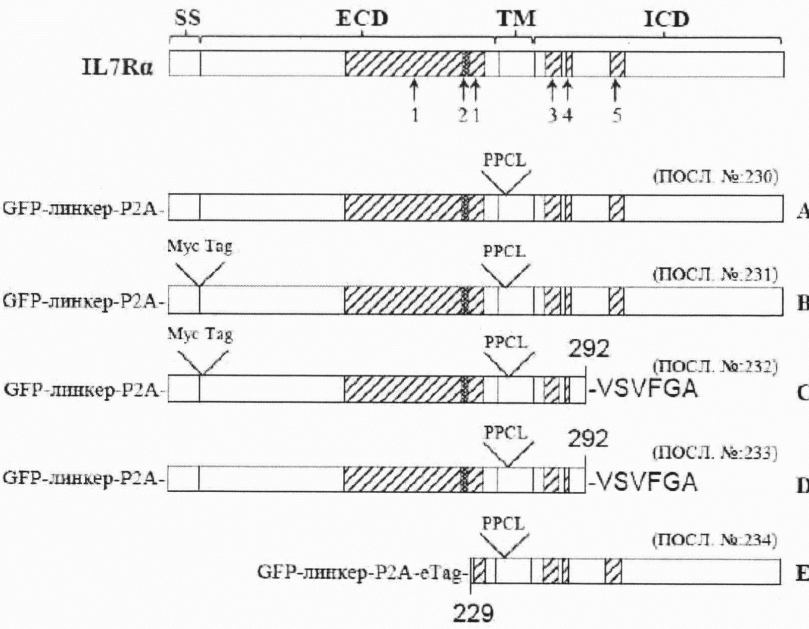 SS ECD TM ICD
IL7Rα
1 2 1 3 4 5
PPCL
(ПОСЛ. №:230)
GFP-линкер-P2A- A
Myc Tag PPCL
(ПОСЛ. №:231)
GFP-линкер-P2A- B
Myc Tag PPCL 292
(ПОСЛ. №:232)
GFP-линкер-P2A- -VSVFGA C
PPCL 292
(ПОСЛ. №:233)
GFP-линкер-P2A- -VSVFGA D
PPCL
(ПОСЛ. №:234)
GFP-линкер-P2A-eTag- E
229